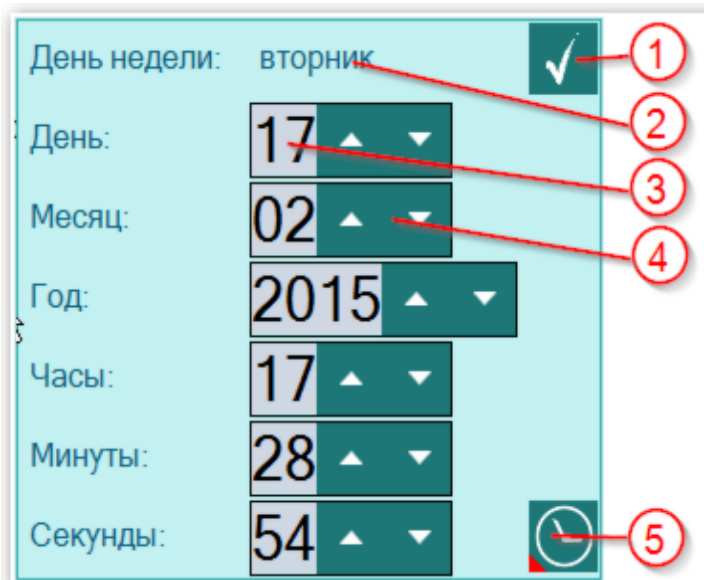 День недели: вторник 1
2
День: 17
3
Месяц: 02
4
Год: 2015
Часы: 17
Минуты: 28
Секунды: 54 5